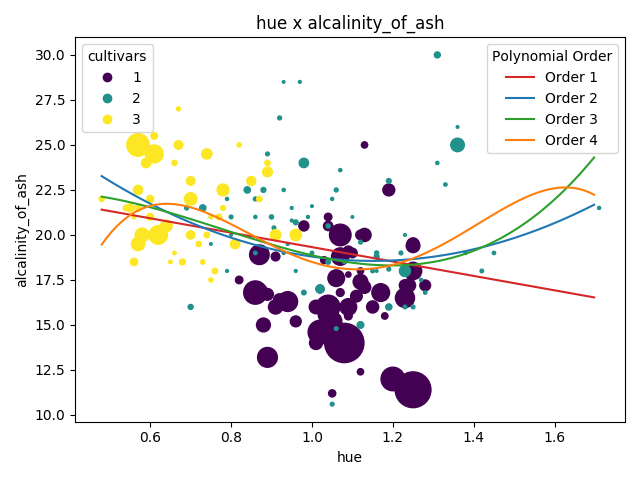 hue x alcalinity_of_ash
cultivars
1
2
3
Polynomial Order
Order 1
Order 2
Order 3
Order 4
alcalinity_of_ash
30.0
27.5
25.0
22.5
20.0
17.5
15.0
12.5
10.0
0.6 0.8 1.0 1.2 1.4 1.6
hue